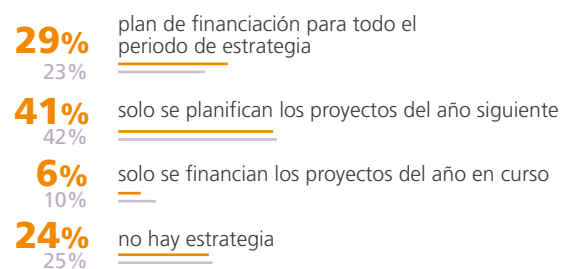 29%
23%
plan de financiación para todo el
periodo de estrategia
41%
42%
solo se planifican los proyectos del año siguiente
6%
10%
solo se financian los proyectos del año en curso
24%
25%
no hay estrategia